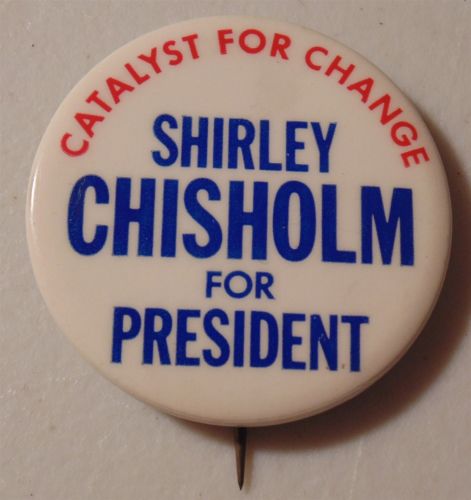 CATALYST FOR CHANGE
SHIRLEY
CHISHOLM
FOR
PRESIDENT